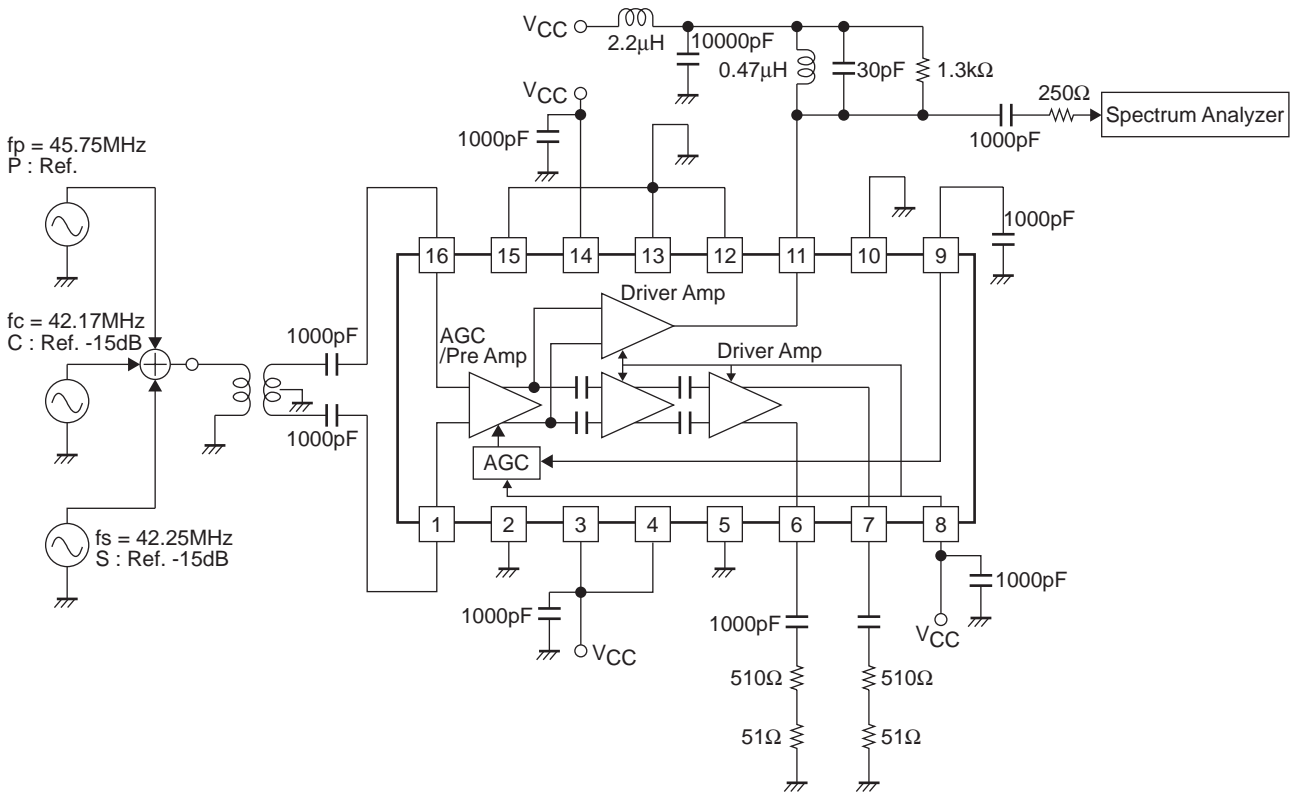 VCC
2.2μH
10000pF
0.47μH
30pF
1.3kΩ
250Ω
1000pF
Spectrum Analyzer
VCC
1000pF
fp = 45.75MHz
P : Ref.
1000pF
16
15
14
13
12
11
10
9
fc = 42.17MHz
C : Ref. -15dB
1000pF
1000pF
AGC
/Pre Amp
Driver Amp
Driver Amp
AGC
fs = 42.25MHz
S : Ref. -15dB
1
2
3
4
5
6
7
8
1000pF
VCC
1000pF
1000pF
VCC
510Ω
510Ω
51Ω
51Ω